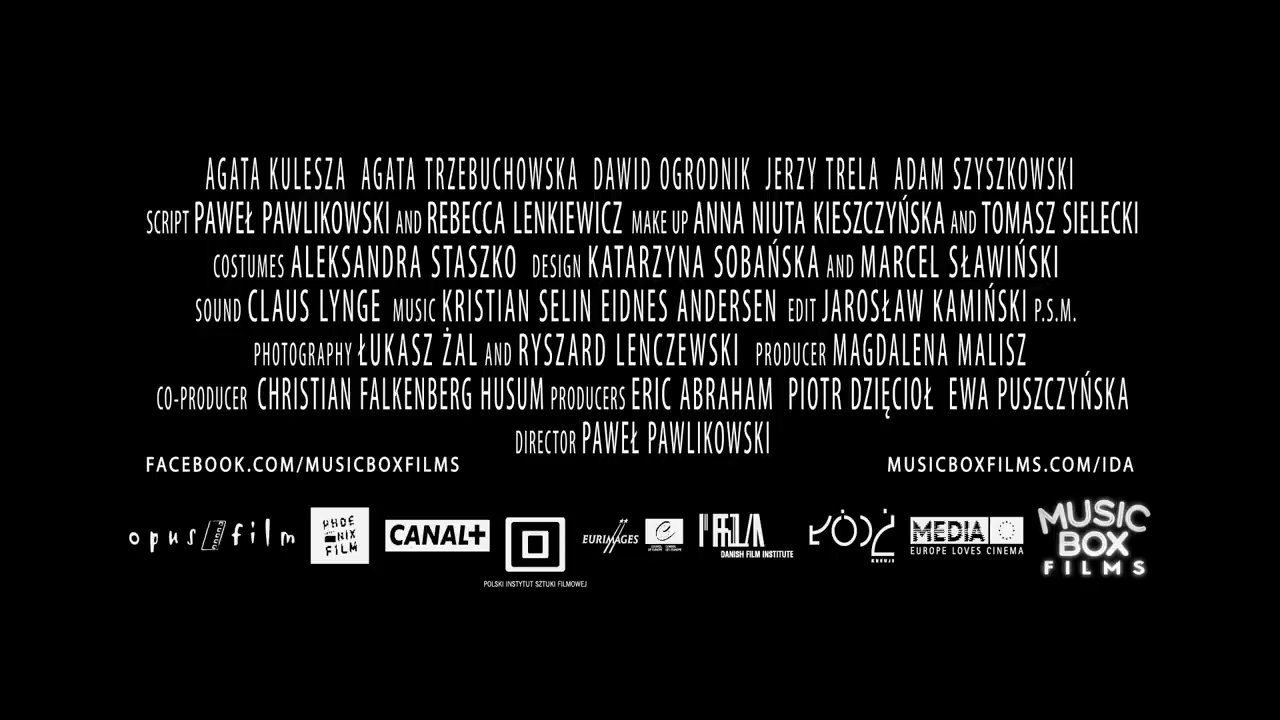 AGATA KULESZA AGATA TRZEBUCHOWSKA DAWID OGRODNIK JERZY TRELA ADAM SZYSZKOWSKI
SCRIPT PAWEŁ PAWLIKOWSKI AND REBECCA LENKIEWICZ MAKE UP ANNA NIUTA KIESZCZYŃSKA AND TOMASZ SIELECKI
COSTUMES ALEKSANDRA STASZKO DESIGN KATARZYNA SOBAŃSKA AND MARCEL SŁAWIŃSKI
SOUND CLAUS LYNGE MUSIC KRISTIAN SELIN EIDNES ANDERSEN EDIT JAROSŁAW KAMIŃSKI P.S.M.
PHOTOGRAPHY ŁUKASZ ŻAL AND RYSZARD LENCZEWSKI PRODUCER MAGDALENA MALISZ
CO-PRODUCER CHRISTIAN FALKENBERG HUSUM PRODUCERS ERIC ABRAHAM PIOTR DZIĘCIOŁ EWA PUSZCZYŃSKA
DIRECTOR PAWEŁ PAWLIKOWSKI
FACEBOOK.COM/MUSICBOXFILMS MUSICBOXFILMS.COM/IDA
opus film
PHOENIX FILM
CANAL+
POLSKI INSTYTUT SZTUKI FILMOWEJ
EURIMAGES
DANISH FILM INSTITUTE
ŁÓDŹ
KREUJE
MEDIA
EUROPE LOVES CINEMA
MUSIC
BOX
FILMS